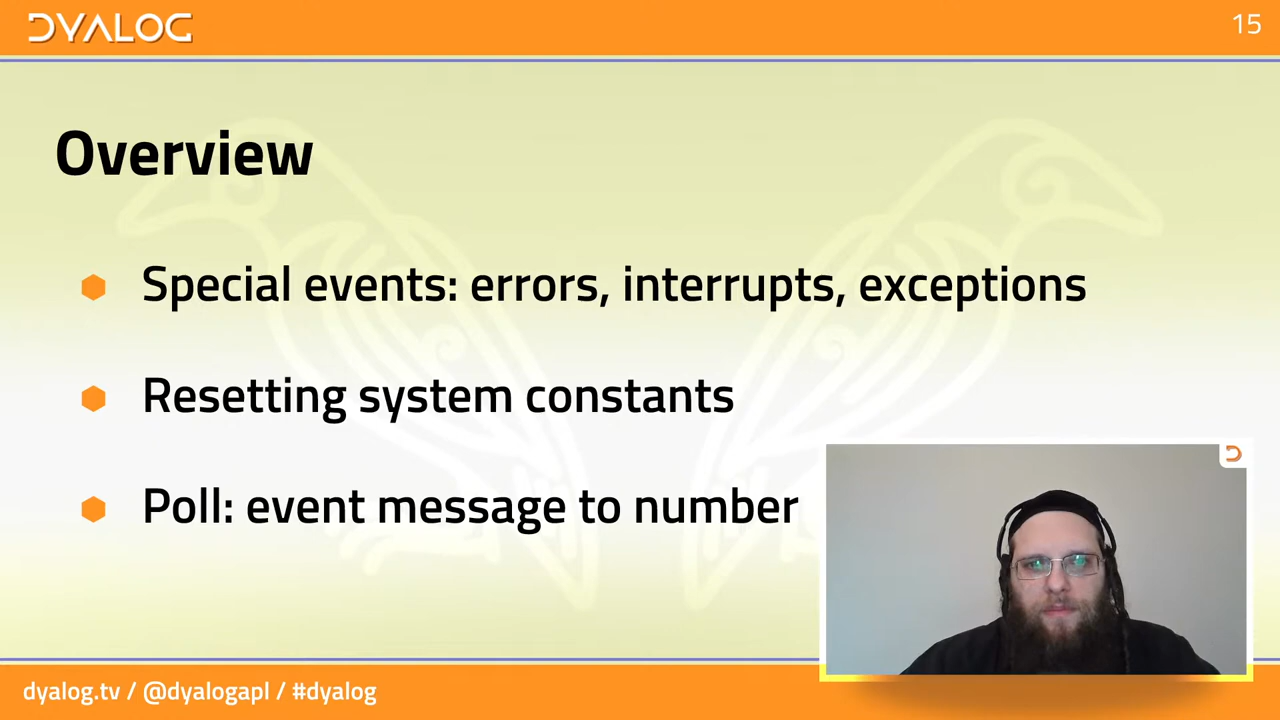 DYALOG
15
Overview
Special events: errors, interrupts, exceptions
Resetting system constants
Poll: event message to number
dyalog.tv / @dyalogapl / #dyalog